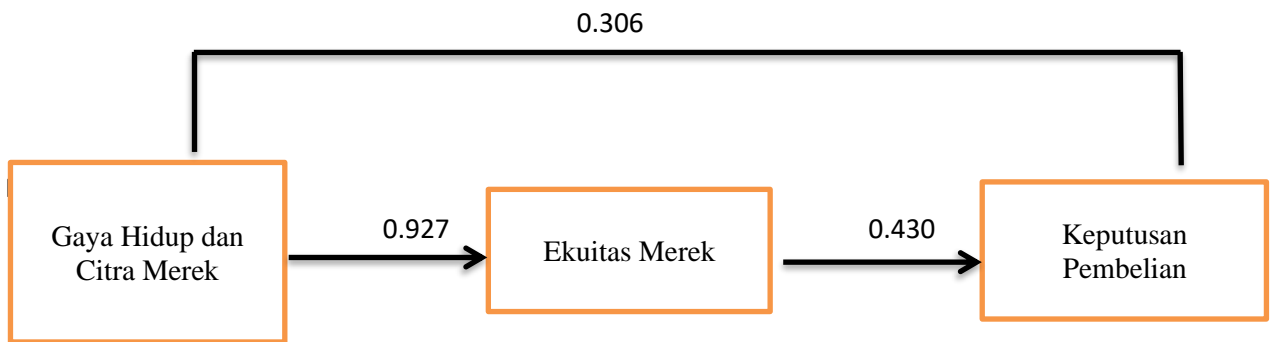 0.306
Gaya Hidup dan
Citra Merek
0.927
Ekuitas Merek
0.430
Keputusan
Pembelian